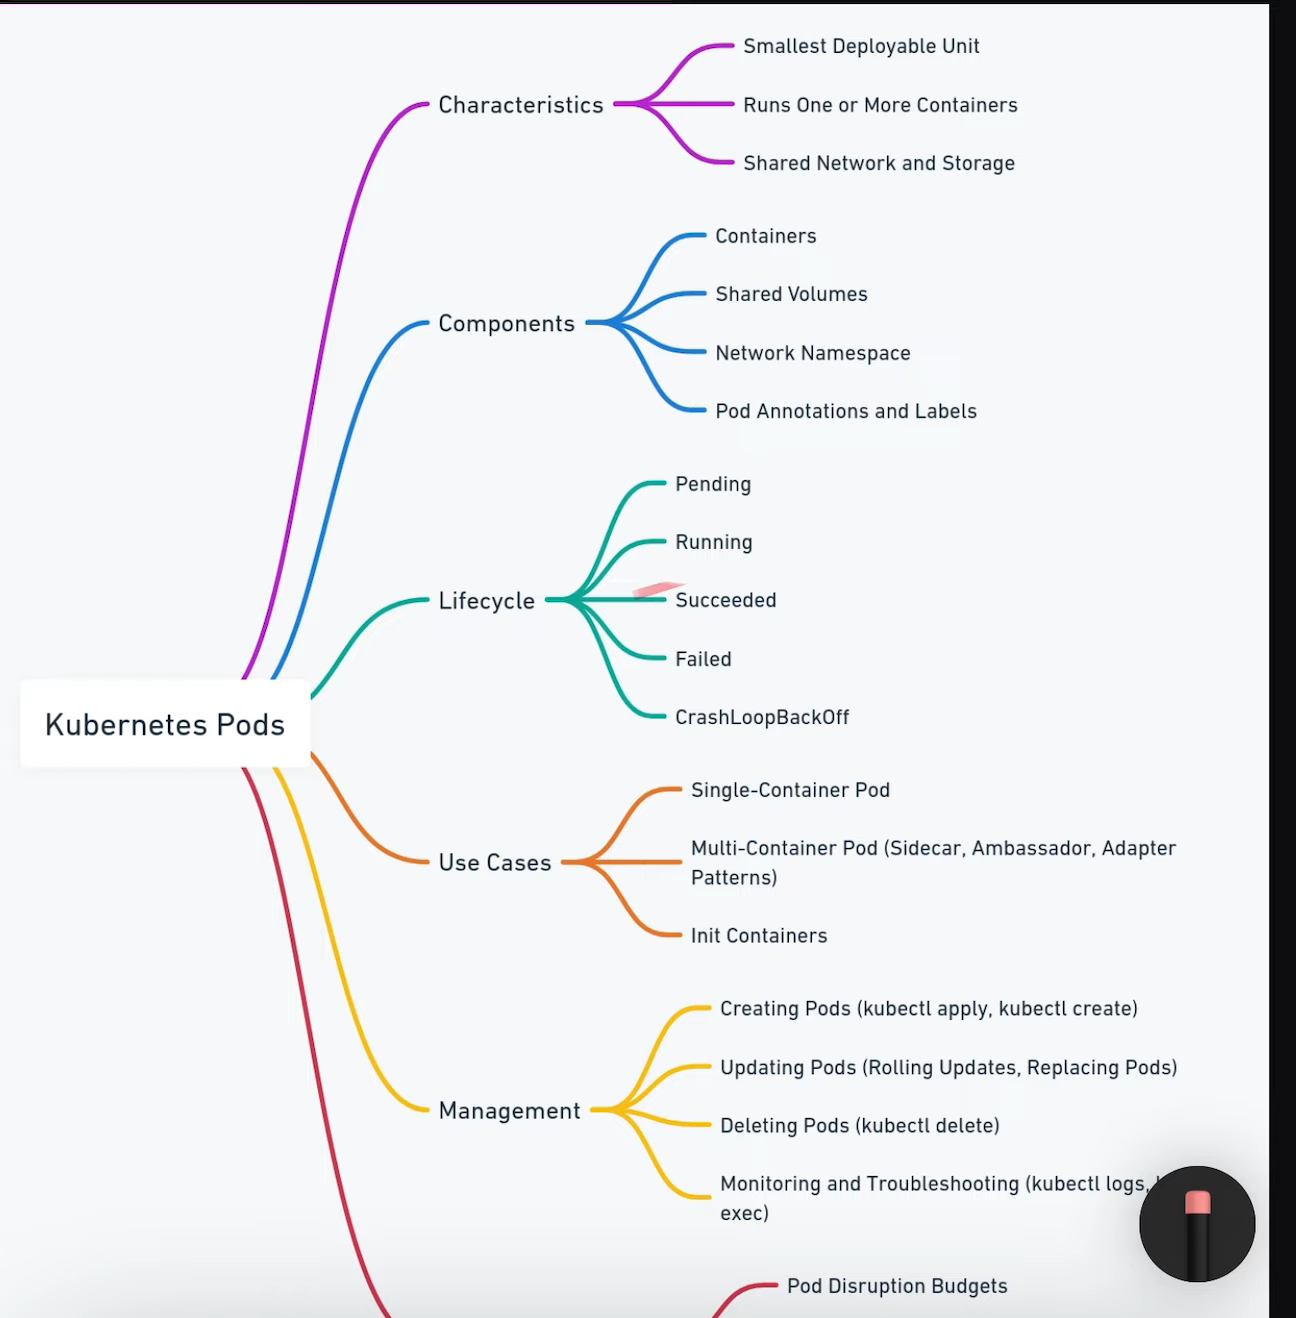 Smallest Deployable Unit
Characteristics
Runs One or More Containers
Shared Network and Storage
Containers
Shared Volumes
Components
Network Namespace
Pod Annotations and Labels
Pending
Running
Lifecycle
Succeeded
Failed
CrashLoopBackOff
Kubernetes Pods
Single-Container Pod
Use Cases
Multi-Container Pod (Sidecar, Ambassador, Adapter
Patterns)
Init Containers
Creating Pods (kubectl apply, kubectl create)
Updating Pods (Rolling Updates, Replacing Pods)
Management
Deleting Pods (kubectl delete)
Monitoring and Troubleshooting (kubectl logs,
exec)
Pod Disruption Budgets